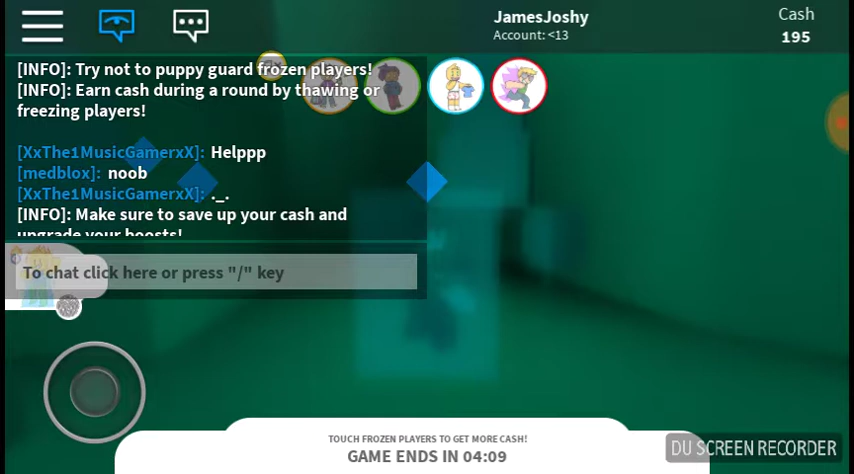 JamesJoshy
Account: <13
Cash
195
[INFO]: Try not to puppy guard frozen players!
[INFO]: Earn cash during a round by thawing or
freezing players!
[XxThe1MusicGamerxX]: Helppp
[medblox]: noob
[XxThe1MusicGamerxX]: ._.
[INFO]: Make sure to save up your cash and
upgrade your boosts!
To chat click here or press "/" key
TOUCH FROZEN PLAYERS TO GET MORE CASH!
GAME ENDS IN 04:09
DU SCREEN RECORDER